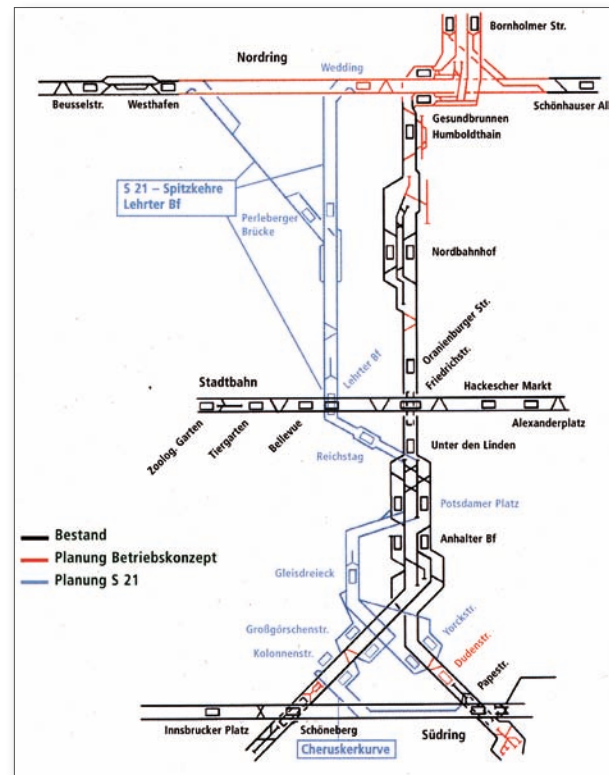 Bornholmer Str.
Nordring
Wedding
Beusselstr.
Westhafen
Schönhauser All
Gesundbrunnen
Humboldthain
S 21 – Spitzkehre
Lehrter Bf
Perleberger
Brücke
Nordbahnhof
Oranienburger Str.
Friedrichstr.
Lehrter Bf
Stadtbahn
Hackescher Markt
Zoolog. Garten
Tiergarten
Bellevue
Alexanderplatz
Reichstag
Unter den Linden
Potsdamer Platz
Bestand
Planung Betriebskonzept
Planung S 21
Anhalter Bf
Gleisdreieck
Großgörschenstr.
Kolonnenstr.
Yorckstr.
Dudenstr.
Papestr.
Innsbrucker Platz
Schöneberg
Südring
Cheruskerkurve